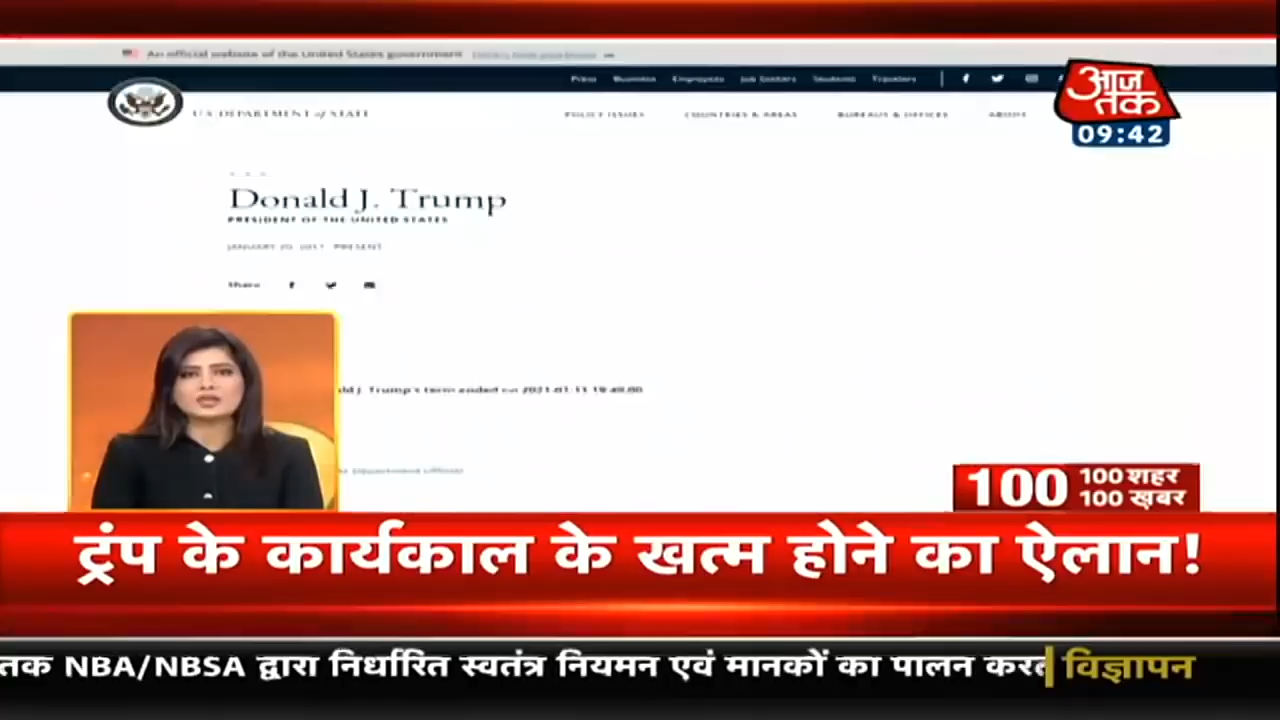 An official website of the United States government
Press Business Employees Job Seekers Students Travelers
आज तक
09:42
U.S DEPARTMENT of STATE
POLICY ISSUES COUNTRIES & AREAS BUREAUS & OFFICES ABOUT
Donald J. Trump
PRESIDENT OF THE UNITED STATES
JANUARY 20, 2017 PRESENT
Share
ld J. Trump's term ended on 2021-01-11 19:49:00
Department Official
100 100 शहर
100 ख़बर
ट्रंप के कार्यकाल के खत्म होने का ऐलान!
तक NBA/NBSA द्वारा निर्धारित स्वतंत्र नियमन एवं मानकों का पालन करत
विज्ञापन